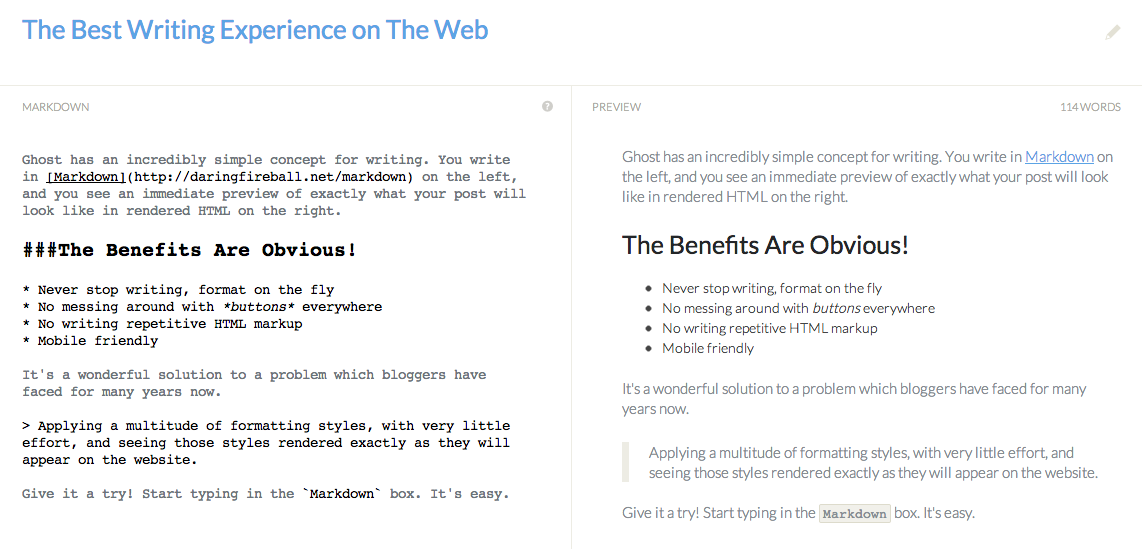 The Best Writing Experience on The Web
MARKDOWN
Ghost has an incredibly simple concept for writing. You write
in [Markdown](http://daringfireball.net/markdown) on the left,
and you see an immediate preview of exactly what your post will
look like in rendered HTML on the right.
###The Benefits Are Obvious!
* Never stop writing, format on the fly
* No messing around with *buttons* everywhere
* No writing repetitive HTML markup
* Mobile friendly
It's a wonderful solution to a problem which bloggers have
faced for many years now.
> Applying a multitude of formatting styles, with very little
effort, and seeing those styles rendered exactly as they will
appear on the website.
Give it a try! Start typing in the `Markdown` box. It's easy.
PREVIEW
114 WORDS
Ghost has an incredibly simple concept for writing. You write in Markdown on
the left, and you see an immediate preview of exactly what your post will look
like in rendered HTML on the right.
The Benefits Are Obvious!
• Never stop writing, format on the fly
• No messing around with buttons everywhere
• No writing repetitive HTML markup
• Mobile friendly
It's a wonderful solution to a problem which bloggers have faced for many
years now.
Applying a multitude of formatting styles, with very little effort, and
seeing those styles rendered exactly as they will appear on the website.
Give it a try! Start typing in the Markdown box. It's easy.